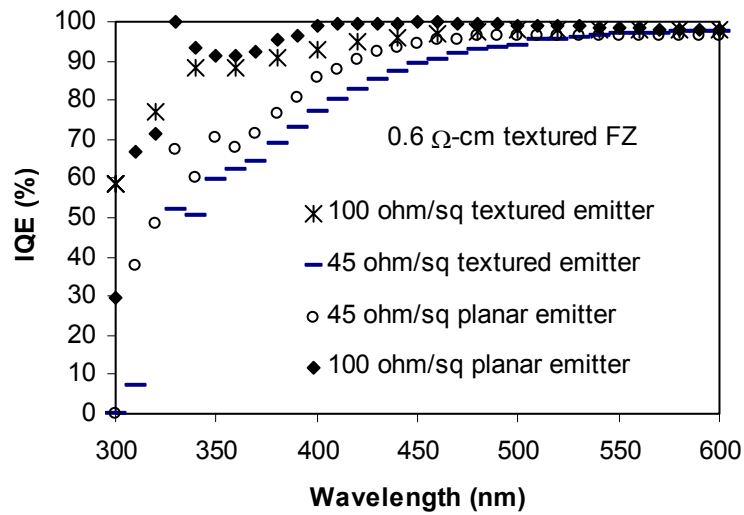 100
90
80
70
60
50
40
30
20
10
0
IQE (%)
0.6 Ω-cm textured FZ
100 ohm/sq textured emitter
45 ohm/sq textured emitter
45 ohm/sq planar emitter
100 ohm/sq planar emitter
300 350 400 450 500 550 600
Wavelength (nm)